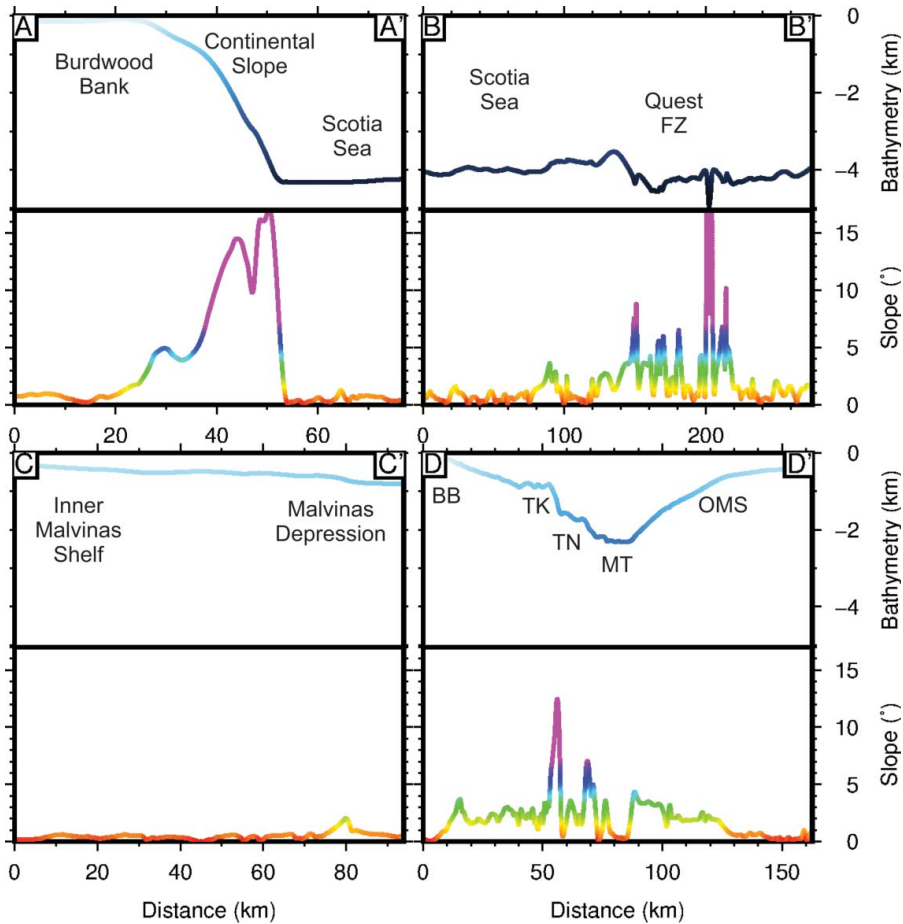 A
A'
Burdwood
Bank
Continental
Slope
Scotia
Sea
B
B'
Scotia
Sea
Quest
FZ
0
−2
−4
Bathymetry (km)
15
10
5
0
Slope (°)
0
20
40
60
0
100
200
C
C'
Inner
Malvinas
Shelf
Malvinas
Depression
D
D'
BB
TK
TN
MT
OMS
0
−2
−4
Bathymetry (km)
15
10
5
0
Slope (°)
0
20
40
60
80
0
50
100
150
Distance (km)
Distance (km)